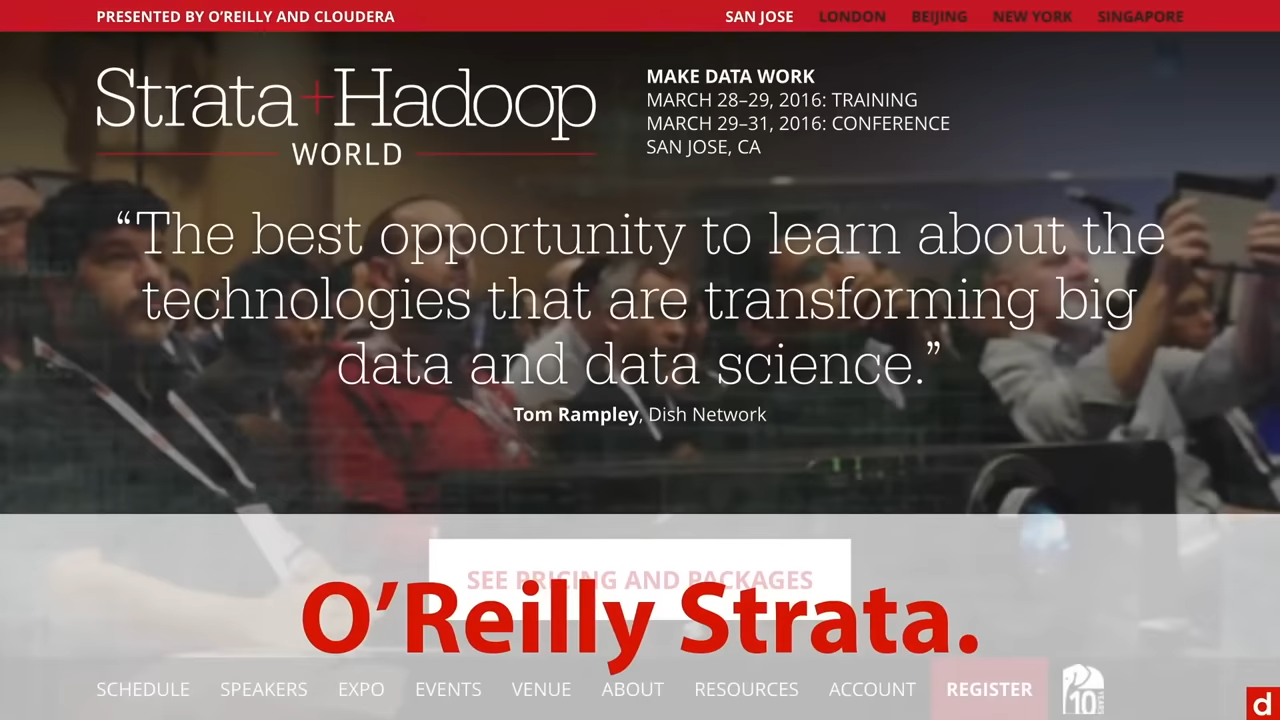 PRESENTED BY O'REILLY AND CLOUDERA
SAN JOSE LONDON BEIJING NEW YORK SINGAPORE
Strata+Hadoop
WORLD
MAKE DATA WORK
MARCH 28–29, 2016: TRAINING
MARCH 29–31, 2016: CONFERENCE
SAN JOSE, CA
“The best opportunity to learn about the
technologies that are transforming big
data and data science.”
Tom Rampley, Dish Network
SEE PRICING AND PACKAGES
O’Reilly Strata.
SCHEDULE SPEAKERS EXPO EVENTS VENUE ABOUT RESOURCES ACCOUNT REGISTER
10
YEARS
d